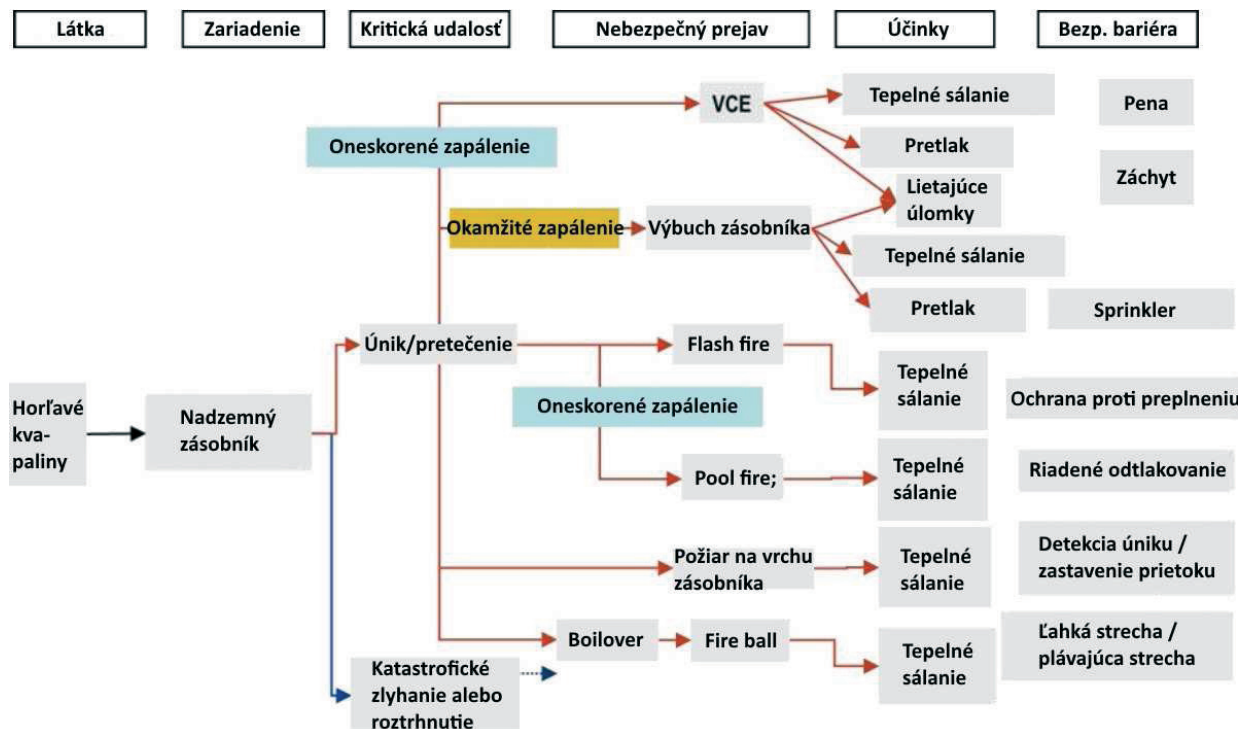 Látka
Zariadenie
Kritická udalosť
Nebezpečný prejav
Účinky
Bezp. bariéra
VCE
Tepelné sálanie
Pena
Oneskorené zapálenie
Pretlak
Záchyt
Lietajúce
úlomky
Okamžité zapálenie
Výbuch zásobníka
Tepelné sálanie
Pretlak
Sprinkler
Únik/pretečenie
Flash fire
Tepelné
sálanie
Ochrana proti preplneniu
Oneskorené zapálenie
Horľavé
kva-
paliny
Nadzemný
zásobník
Pool fire;
Tepelné
sálanie
Riadené odtlakovanie
Požiar na vrchu
zásobníka
Tepelné
sálanie
Detekcia úniku /
zastavenie prietoku
Boilover
Fire ball
Tepelné
sálanie
Ľahká strecha /
plávajúca strecha
Katastrofické
zlyhanie alebo
roztrhnutie